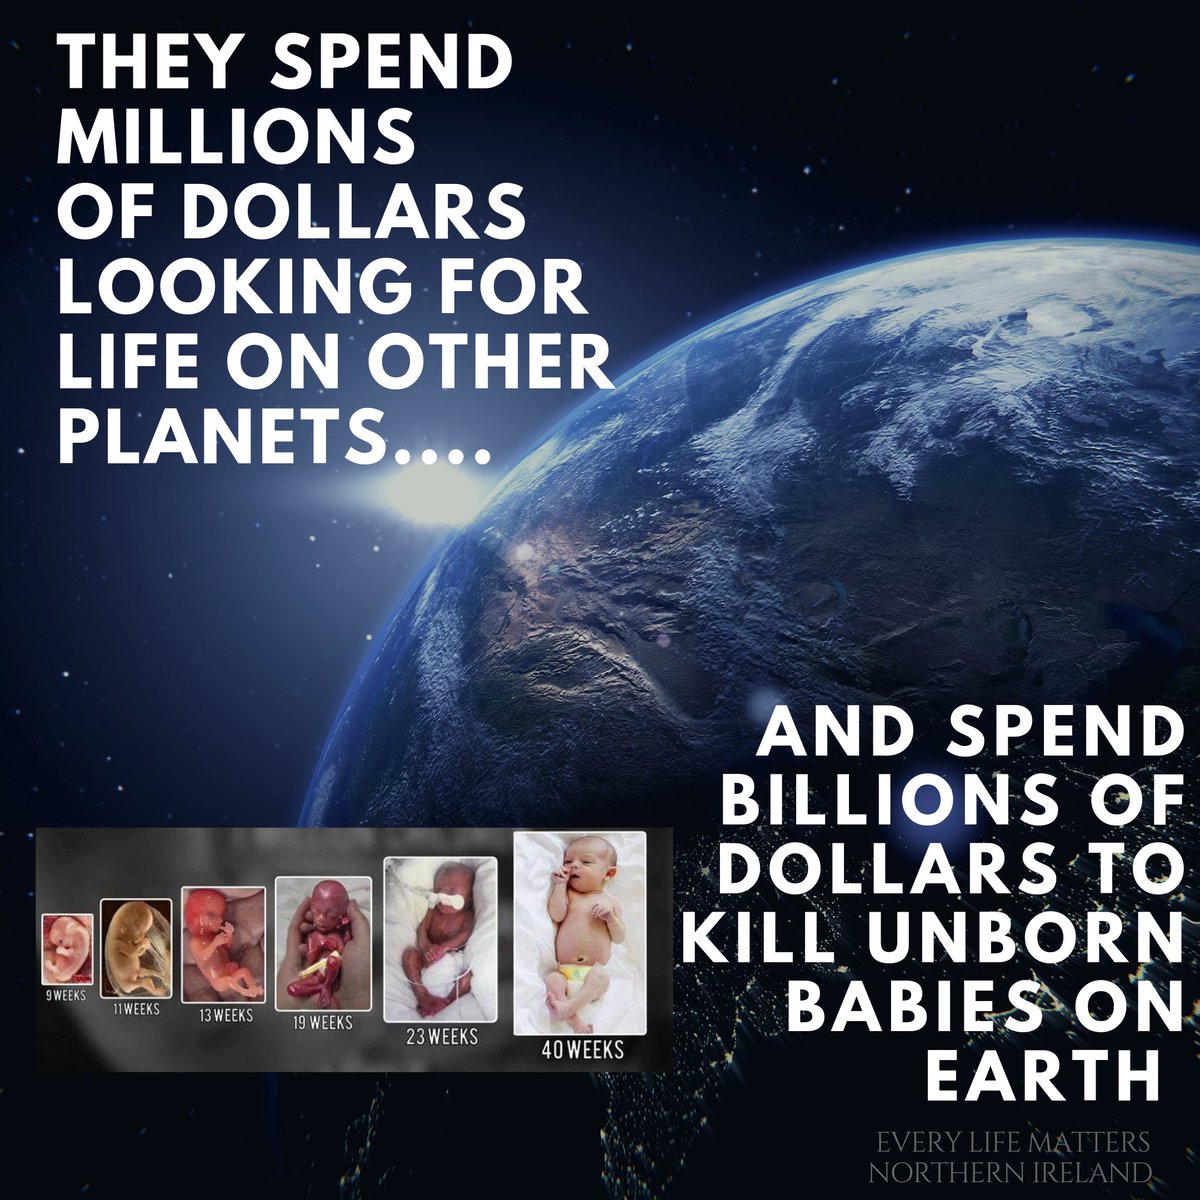 THEY SPEND
MILLIONS
OF DOLLARS
LOOKING FOR
LIFE ON OTHER
PLANETS....
AND SPEND
BILLIONS OF
DOLLARS TO
KILL UNBORN
BABIES ON
EARTH
9 WEEKS
11 WEEKS
13 WEEKS
19 WEEKS
23 WEEKS
40 WEEKS
EVERY LIFE MATTERS
NORTHERN IRELAND